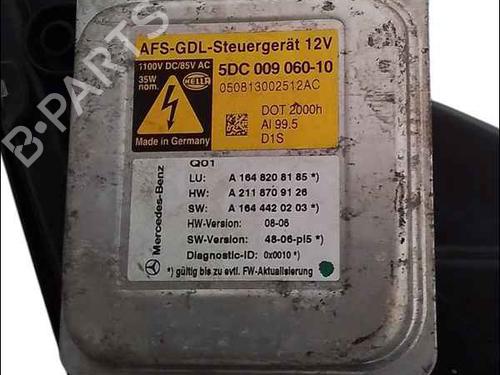 AFS-GDL-Steuergerät 12V
1100V DC/85V AC
35W
nom.
HELLA
5DC 009 060-10
050813002512AC
DOT 2000h
Al 99.5
D1S
Made in Germany
Mercedes-Benz
Q01
LU: A 164 820 81 85 *)
HW: A 211 870 91 26
SW: A 164 442 02 03 *)
HW-Version: 08-06
SW-Version: 48-06-pl5 *)
Diagnostic-ID: 0x0010 *)
*) gültig bis zu evtl. FW-Aktualisierung